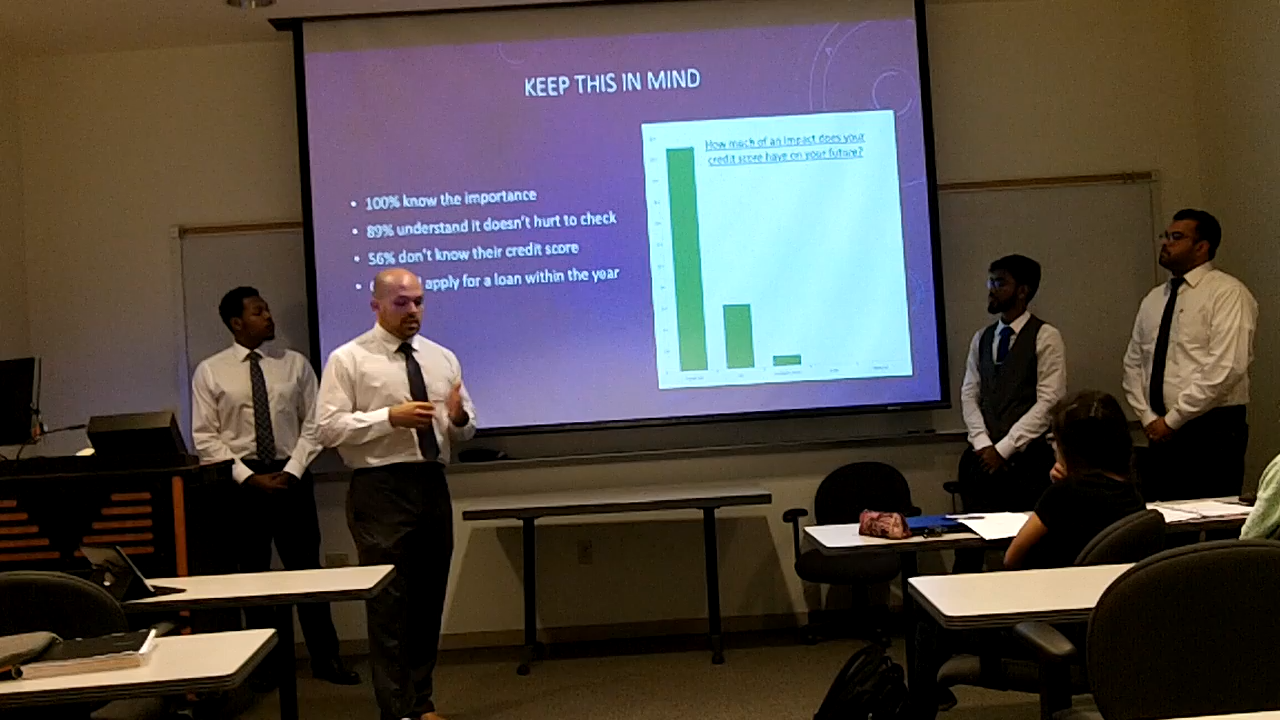 KEEP THIS IN MIND
• 100% know the importance
• 89% understand it doesn't hurt to check
• 56% don't know their credit score
• apply for a loan within the year
How much of an impact does your
credit score have on your future?